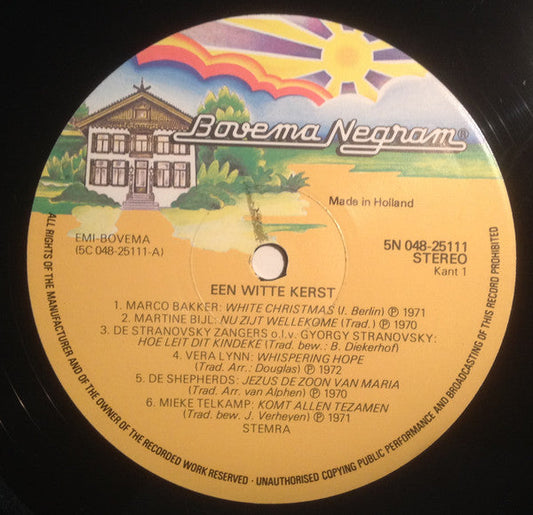 Bovema Negram®
Made in Holland
EMI-BOVEMA
(5C 048-25111-A)
5N 048-25111
STEREO
Kant 1
EEN WITTE KERST
1. MARCO BAKKER: WHITE CHRISTMAS (I. Berlin) Ⓟ 1971
2. MARTINE BIJL: NU ZIJT WELLEKOME (Trad.) Ⓟ 1970
3. DE STRANOVSKY ZANGERS o.l.v. GYÖRGY STRANOVSKY:
HOE LEIT DIT KINDEKE (Trad. bew.: B. Diekerhof)
4. VERA LYNN: WHISPERING HOPE
(Trad. Arr.: Douglas) Ⓟ 1972
5. DE SHEPHERDS: JEZUS DE ZOON VAN MARIA
(Trad. Arr. van Alphen) Ⓟ 1970
6. MIEKE TELKAMP: KOMT ALLEN TEZAMEN
(Trad. bew. J. Verheyen) Ⓟ 1971
STEMRA
ALL RIGHTS OF THE MANUFACTURER AND OF THE OWNER OF THE RECORDED WORK RESERVED · UNAUTHORISED COPYING PUBLIC PERFORMANCE AND BROADCASTING OF THIS RECORD PROHIBITED